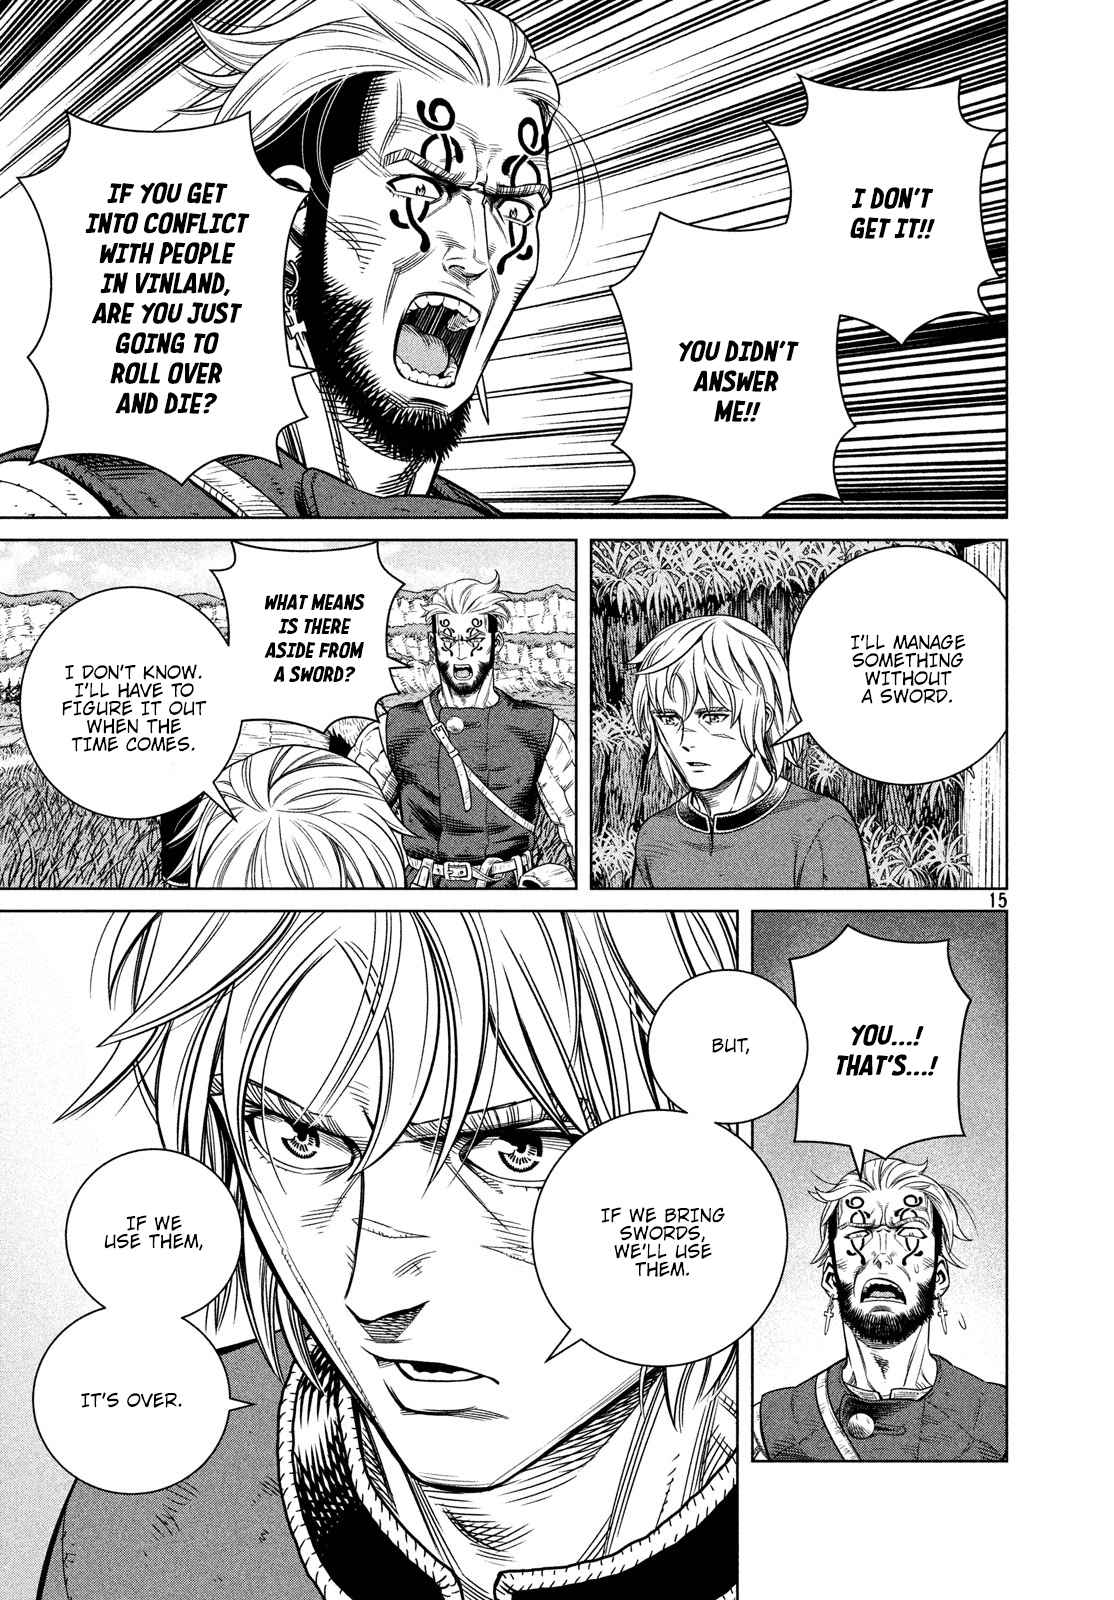 I DON'T
GET IT!!
YOU DIDN'T
ANSWER
ME!!
IF YOU GET
INTO CONFLICT
WITH PEOPLE
IN VINLAND,
ARE YOU JUST
GOING TO
ROLL OVER
AND DIE?
I'LL MANAGE
SOMETHING
WITHOUT
A SWORD.
WHAT MEANS
IS THERE
ASIDE FROM
A SWORD?
I DON'T KNOW.
I'LL HAVE TO
FIGURE IT OUT
WHEN THE
TIME COMES.
15
YOU...!
THAT'S...!
BUT,
IF WE BRING
SWORDS,
WE'LL USE
THEM.
IF WE
USE THEM,
IT'S OVER.